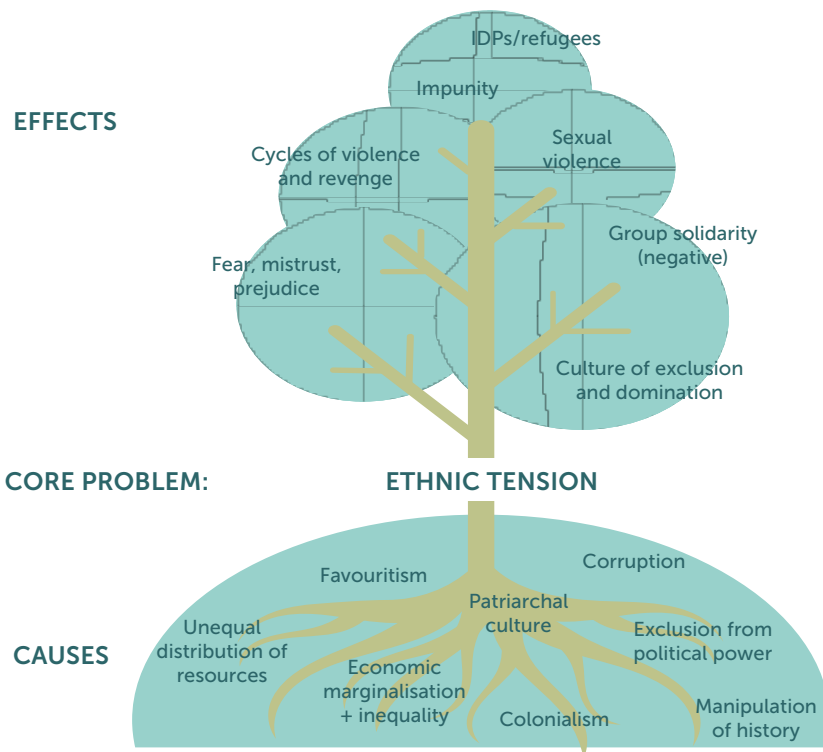 IDPs/refugees
Impunity
EFFECTS
Sexual
violence
Cycles of violence
and revenge
Group solidarity
(negative)
Fear, mistrust,
prejudice
Culture of exclusion
and domination
CORE PROBLEM:
ETHNIC TENSION
Corruption
Favouritism
Patriarchal
culture
Unequal
distribution of
resources
Exclusion from
political power
CAUSES
Economic
marginalisation
+ inequality
Colonialism
Manipulation
of history